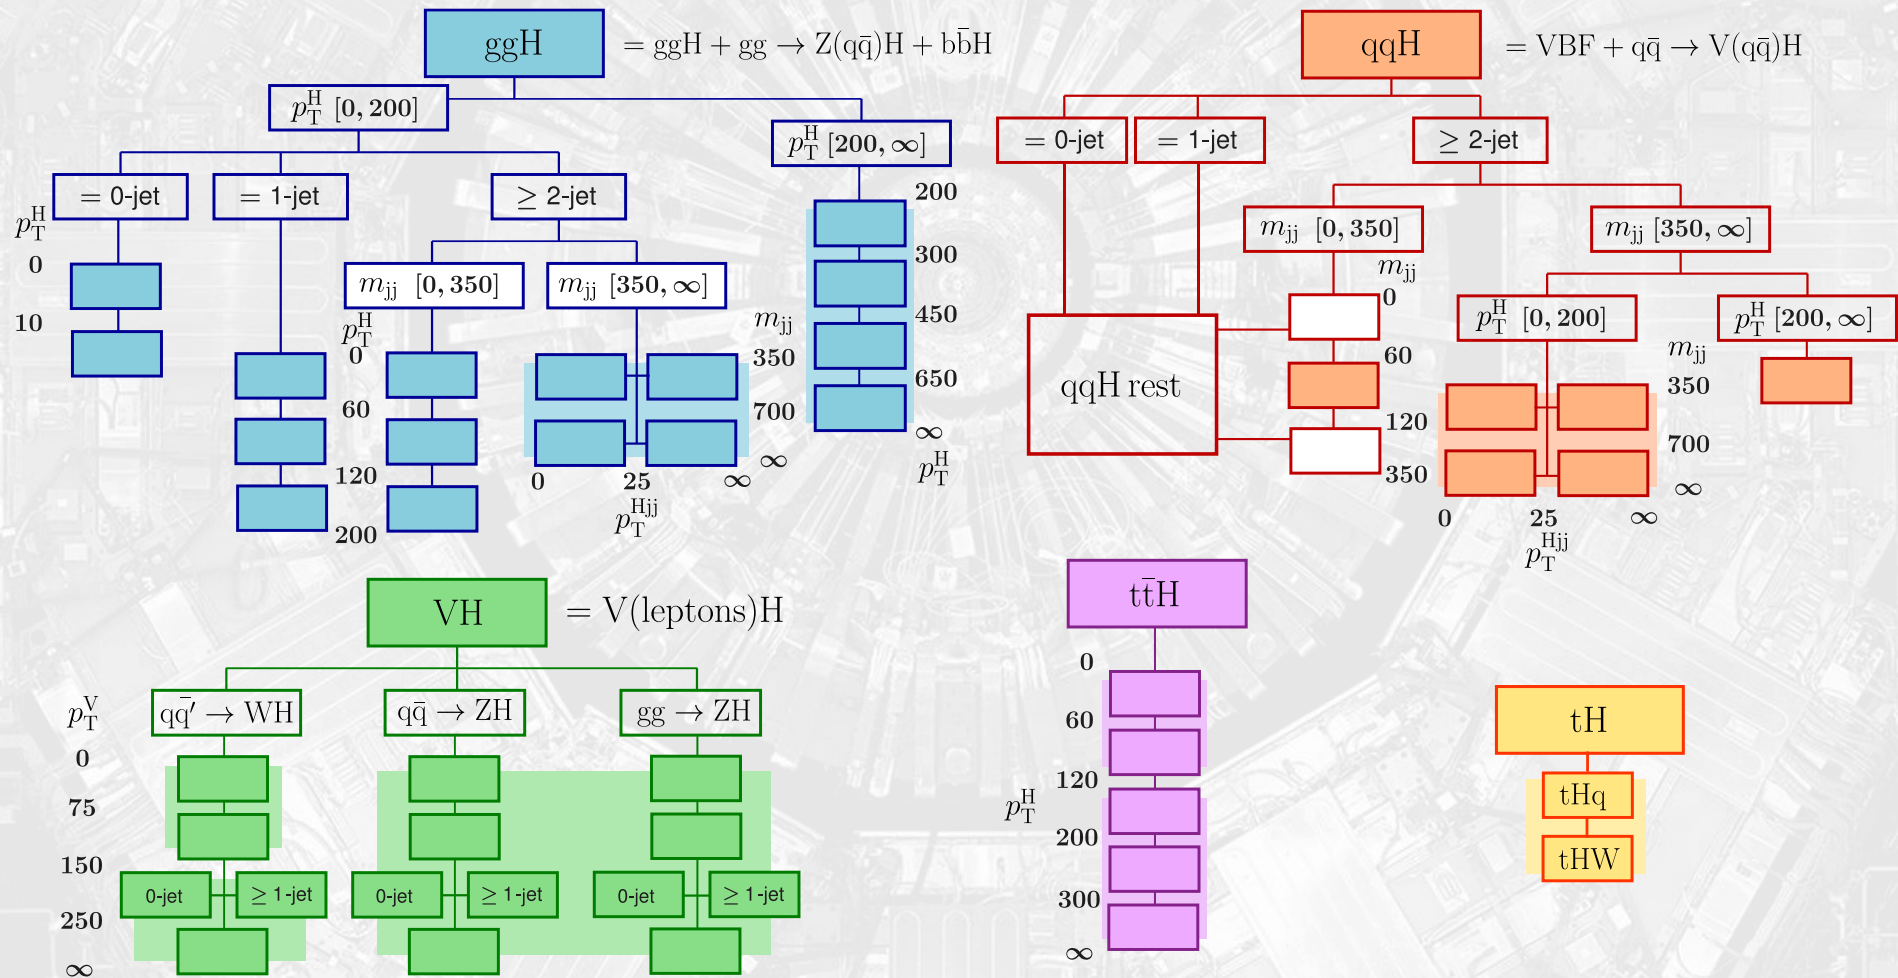 ggH = ggH + gg → Z(qq̄)H + bb̄H
p_T^H [0, 200]
p_T^H [200, ∞]
= 0-jet
= 1-jet
≥ 2-jet
p_T^H
0
10
m_jj [0, 350]
m_jj [350, ∞]
p_T^H
0
60
120
200
m_jj
350
700
∞
0 25 ∞
p_T^Hjj
200
300
450
650
∞
p_T^H
qqH = VBF + qq̄ → V(qq̄)H
= 0-jet
= 1-jet
≥ 2-jet
m_jj [0, 350]
m_jj [350, ∞]
qqH rest
m_jj
0
60
120
350
p_T^H [0, 200]
p_T^H [200, ∞]
m_jj
350
700
∞
0 25 ∞
p_T^Hjj
VH = V(leptons)H
qq̄′ → WH
qq̄ → ZH
gg → ZH
p_T^V
0
75
150
250
∞
0-jet
≥ 1-jet
0-jet
≥ 1-jet
0-jet
≥ 1-jet
tt̄H
p_T^H
0
60
120
200
300
∞
tH
tHq
tHW